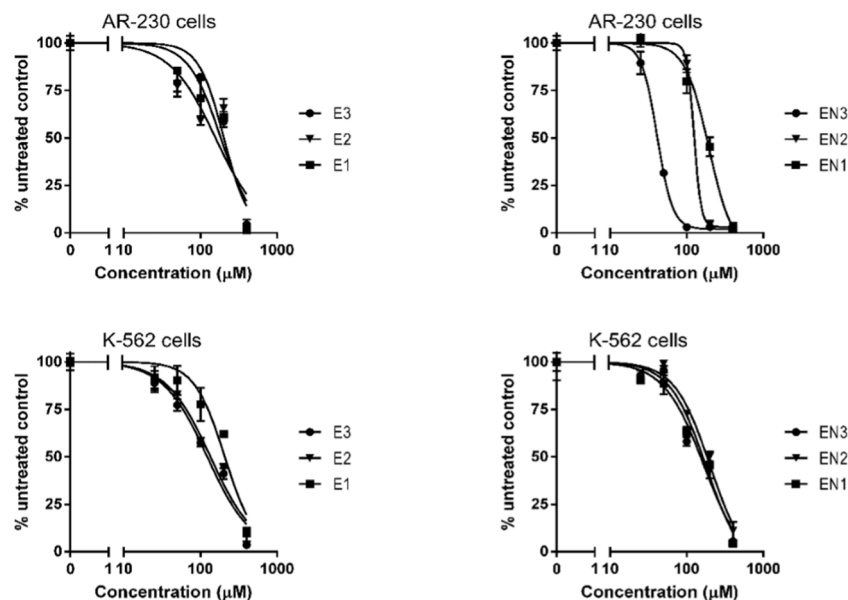 AR-230 cells
100
75
50
25
0
% untreated control
0
1 10
100
1000
Concentration (µM)
E3
E2
E1
AR-230 cells
100
75
50
25
0
% untreated control
0
1 10
100
1000
Concentration (µM)
EN3
EN2
EN1
K-562 cells
100
75
50
25
0
% untreated control
0
1 10
100
1000
Concentration (µM)
E3
E2
E1
K-562 cells
100
75
50
25
0
% untreated control
0
1 10
100
1000
Concentration (µM)
EN3
EN2
EN1